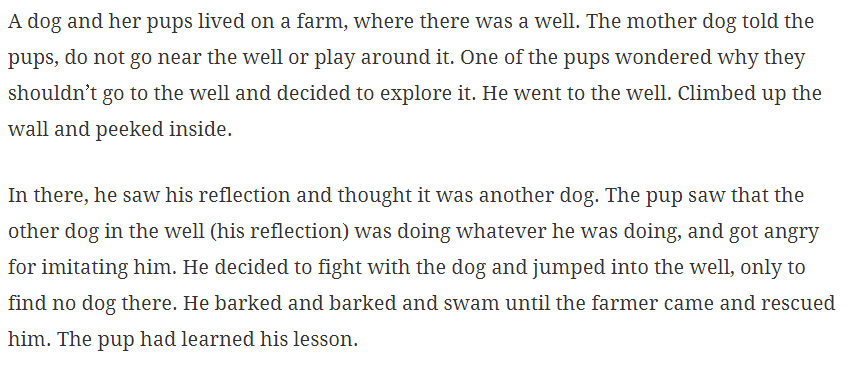 A dog and her pups lived on a farm, where there was a well. The mother dog told the
pups, do not go near the well or play around it. One of the pups wondered why they
shouldn’t go to the well and decided to explore it. He went to the well. Climbed up the
wall and peeked inside.
In there, he saw his reflection and thought it was another dog. The pup saw that the
other dog in the well (his reflection) was doing whatever he was doing, and got angry
for imitating him. He decided to fight with the dog and jumped into the well, only to
find no dog there. He barked and barked and swam until the farmer came and rescued
him. The pup had learned his lesson.